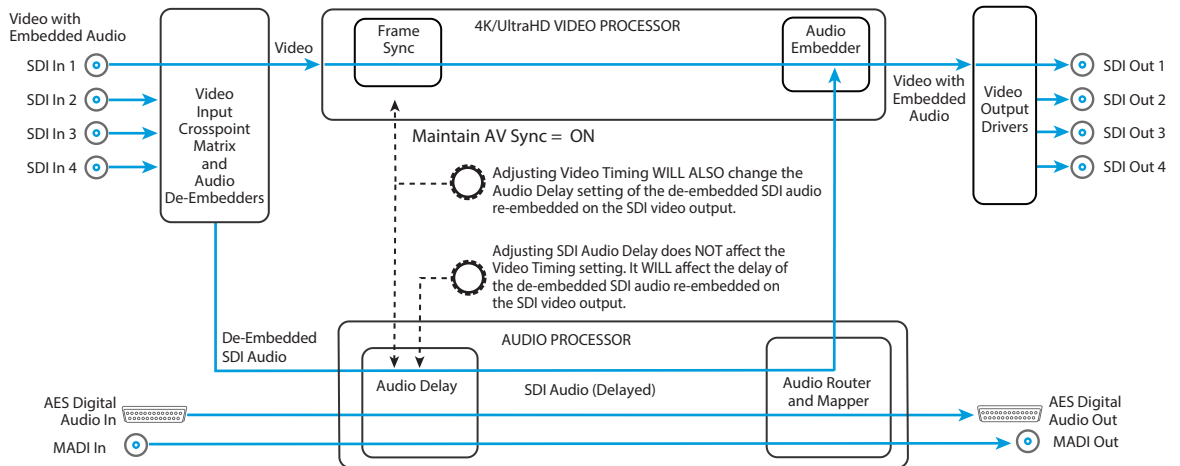 Video with
Embedded Audio
SDI In 1
SDI In 2
SDI In 3
SDI In 4
Video
Input
Crosspoint
Matrix
and
Audio
De-Embedders
Video
4K/UltraHD VIDEO PROCESSOR
Frame
Sync
Audio
Embedder
Video with
Embedded
Audio
Video
Output
Drivers
SDI Out 1
SDI Out 2
SDI Out 3
SDI Out 4
Maintain AV Sync = ON
Adjusting Video Timing WILL ALSO change the
Audio Delay setting of the de-embedded SDI audio
re-embedded on the SDI video output.
Adjusting SDI Audio Delay does NOT affect the
Video Timing setting. It WILL affect the delay of
the de-embedded SDI audio re-embedded on
the SDI video output.
De-Embedded
SDI Audio
AUDIO PROCESSOR
Audio Delay
SDI Audio (Delayed)
Audio Router
and Mapper
AES Digital
Audio In
MADI In
AES Digital
Audio Out
MADI Out